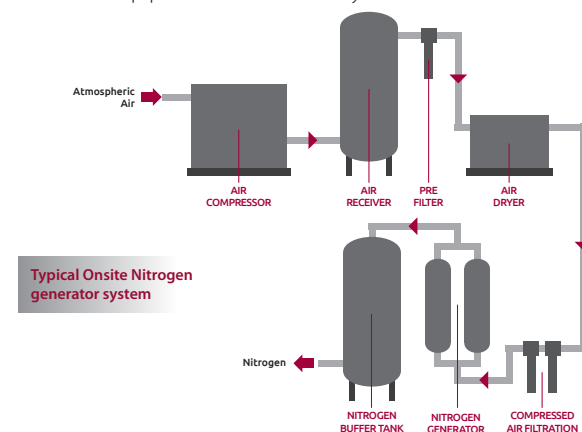 Atmospheric
Air
AIR
COMPRESSOR
AIR
RECEIVER
PRE
FILTER
AIR
DRYER
Typical Onsite Nitrogen
generator system
Nitrogen
NITROGEN
BUFFER TANK
NITROGEN
GENERATOR
COMPRESSED
AIR FILTRATION